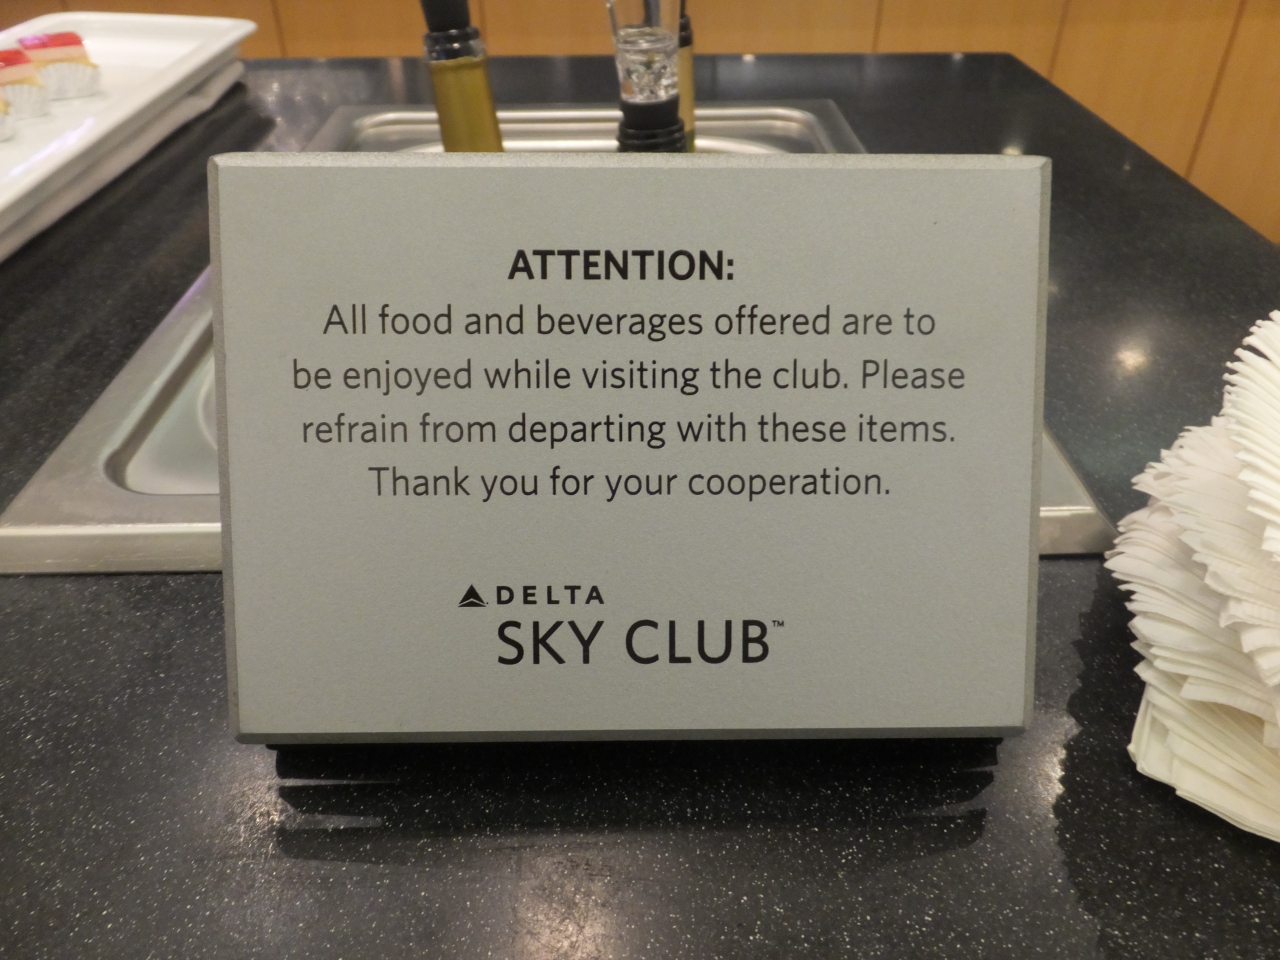 ATTENTION:
All food and beverages offered are to
be enjoyed while visiting the club. Please
refrain from departing with these items.
Thank you for your cooperation.
DELTA
SKY CLUB™